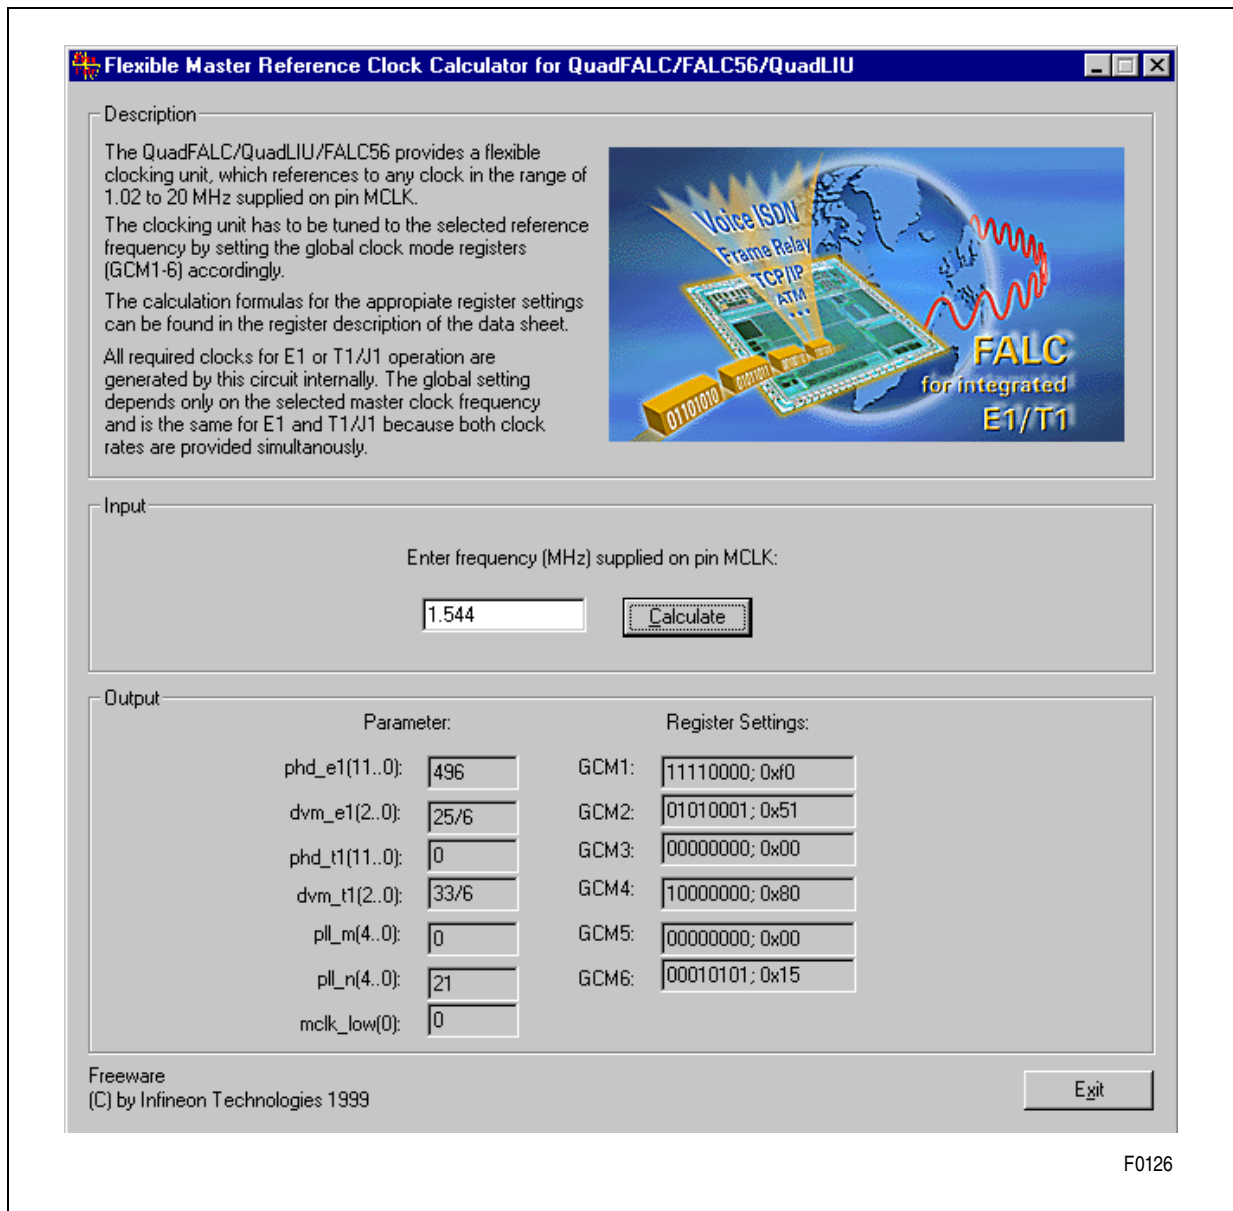 Flexible Master Reference Clock Calculator for QuadFALC/FALC56/QuadLIU
Description
The QuadFALC/QuadLIU/FALC56 provides a flexible
clocking unit, which references to any clock in the range of
1.02 to 20 MHz supplied on pin MCLK.
The clocking unit has to be tuned to the selected reference
frequency by setting the global clock mode registers
(GCM1-6) accordingly.
The calculation formulas for the appropiate register settings
can be found in the register description of the data sheet.
All required clocks for E1 or T1/J1 operation are
generated by this circuit internally. The global setting
depends only on the selected master clock frequency
and is the same for E1 and T1/J1 because both clock
rates are provided simultanously.
Voice ISDN
Frame Relay
TCP/IP
ATM
...
01101010
01011011
FALC
for integrated
E1/T1
Input
Enter frequency (MHz) supplied on pin MCLK:
1.544
Calculate
Output
Parameter:
Register Settings:
phd_e1(11..0): 496 GCM1: 11110000; 0xf0
dvm_e1(2..0): 25/6 GCM2: 01010001; 0x51
phd_t1(11..0): 0 GCM3: 00000000; 0x00
dvm_t1(2..0): 33/6 GCM4: 10000000; 0x80
pll_m(4..0): 0 GCM5: 00000000; 0x00
pll_n(4..0): 21 GCM6: 00010101; 0x15
mclk_low(0): 0
Freeware
(C) by Infineon Technologies 1999
Exit
F0126